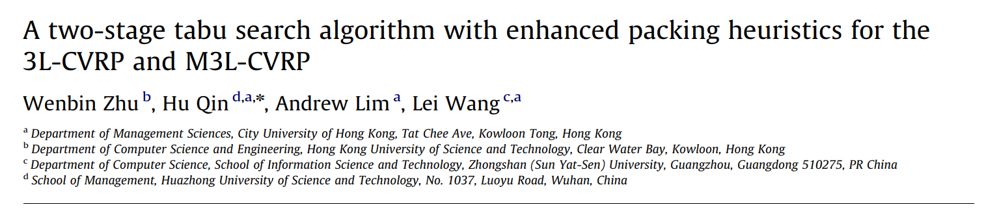 A two-stage tabu search algorithm with enhanced packing heuristics for the
3L-CVRP and M3L-CVRP
Wenbin Zhu b, Hu Qin d,a,*, Andrew Lim a, Lei Wang c,a
a Department of Management Sciences, City University of Hong Kong, Tat Chee Ave, Kowloon Tong, Hong Kong
b Department of Computer Science and Engineering, Hong Kong University of Science and Technology, Clear Water Bay, Kowloon, Hong Kong
c Department of Computer Science, School of Information Science and Technology, Zhongshan (Sun Yat-Sen) University, Guangzhou, Guangdong 510275, PR China
d School of Management, Huazhong University of Science and Technology, No. 1037, Luoyu Road, Wuhan, China